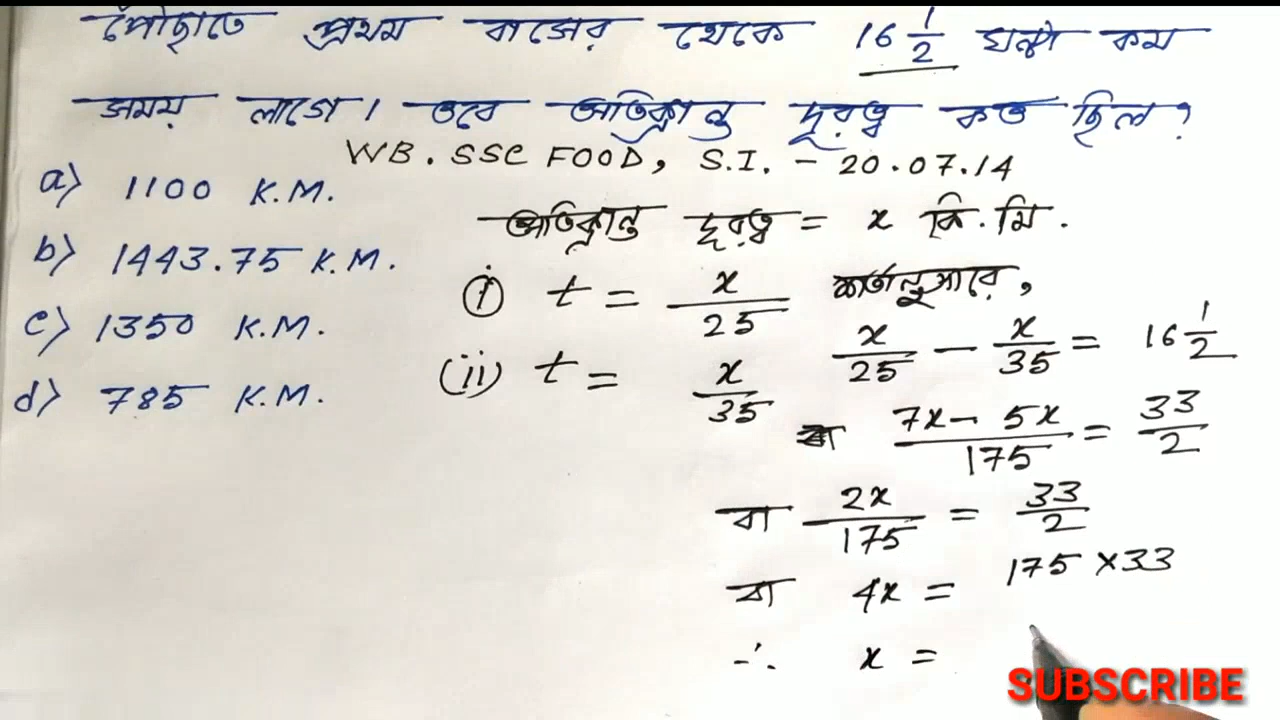 পৌঁছাতে প্রথম বাসের থেকে 16 1/2 ঘন্টা কম
সময় লাগে। তবে অতিক্রান্ত দূরত্ব কত ছিল?
WB. SSC FOOD, S.I. - 20.07.14
a) 1100 K.M.
b) 1443.75 K.M.
c) 1350 K.M.
d) 785 K.M.
অতিক্রান্ত দূরত্ব = x কি.মি.
(i) t = x/25
(ii) t = x/35
শর্তানুসারে,
x/25 - x/35 = 16 1/2
বা 7x - 5x/175 = 33/2
বা 2x/175 = 33/2
বা 4x = 175 × 33
∴ x =
SUBSCRIBE